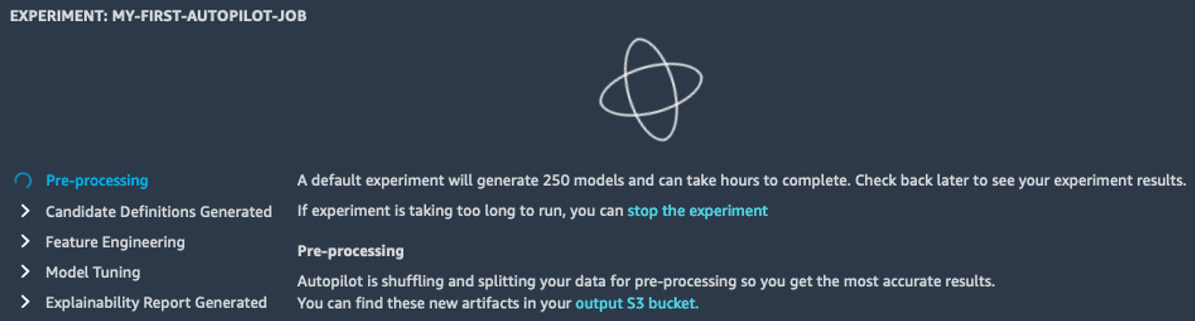 EXPERIMENT: MY-FIRST-AUTOPILOT-JOB
Pre-processing
Candidate Definitions Generated
Feature Engineering
Model Tuning
Explainability Report Generated
A default experiment will generate 250 models and can take hours to complete. Check back later to see your experiment results.
If experiment is taking too long to run, you can stop the experiment
Pre-processing
Autopilot is shuffling and splitting your data for pre-processing so you get the most accurate results.
You can find these new artifacts in your output S3 bucket.